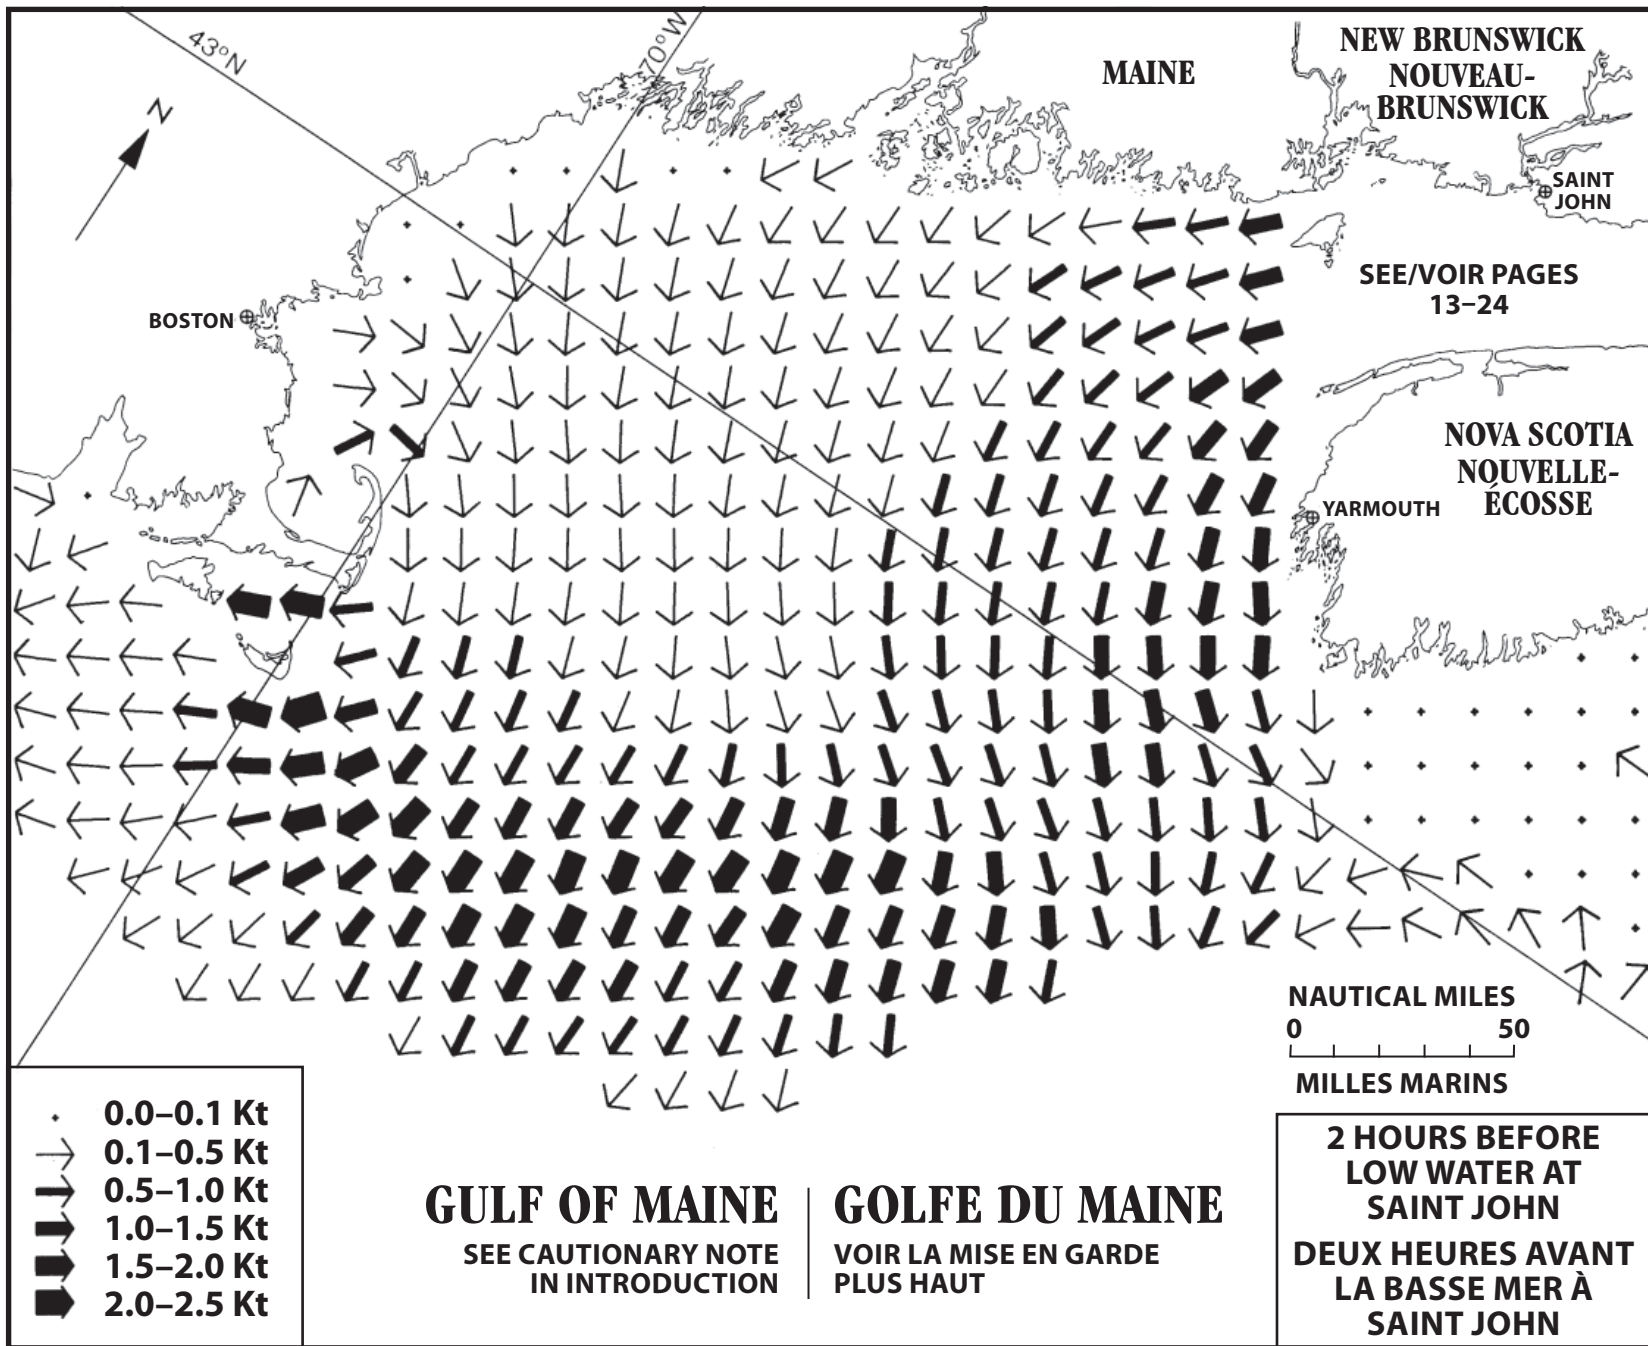 43°N
70°W
N
MAINE
NEW BRUNSWICK
NOUVEAU-
BRUNSWICK
SAINT
JOHN
SEE/VOIR PAGES
13–24
BOSTON
NOVA SCOTIA
NOUVELLE-
ÉCOSSE
YARMOUTH
NAUTICAL MILES
0 50
MILLES MARINS
0.0–0.1 Kt
0.1–0.5 Kt
0.5–1.0 Kt
1.0–1.5 Kt
1.5–2.0 Kt
2.0–2.5 Kt
GULF OF MAINE
SEE CAUTIONARY NOTE
IN INTRODUCTION
GOLFE DU MAINE
VOIR LA MISE EN GARDE
PLUS HAUT
2 HOURS BEFORE
LOW WATER AT
SAINT JOHN
DEUX HEURES AVANT
LA BASSE MER À
SAINT JOHN